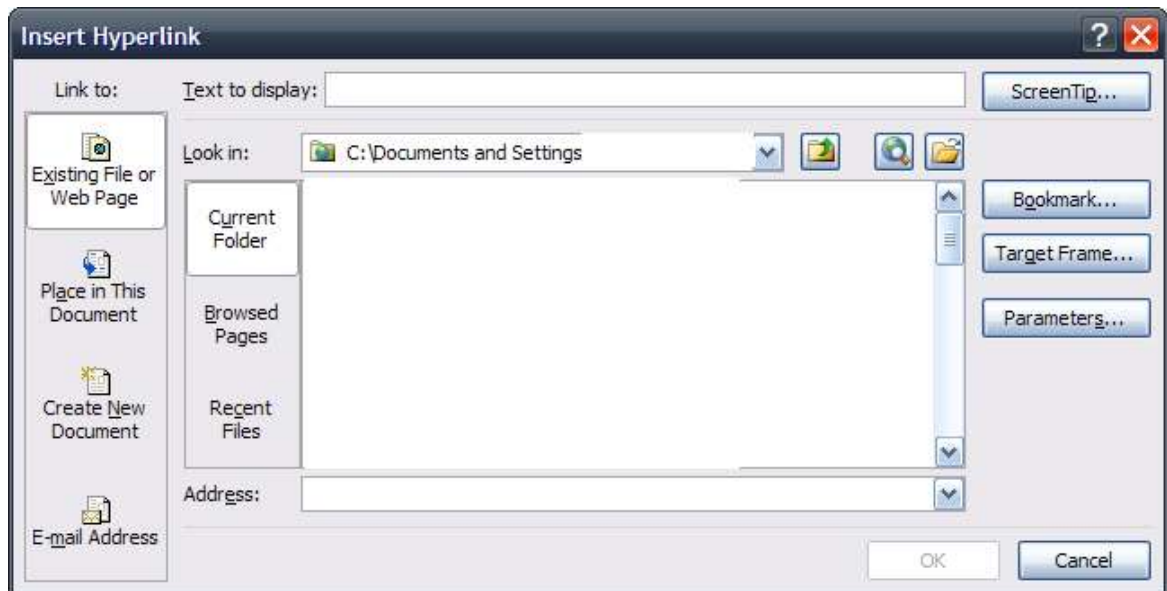 Insert Hyperlink
?
Link to:
Text to display:
ScreenTip...
Existing File or
Web Page
Look in:
C:\Documents and Settings
Current
Folder
Bookmark...
Target Frame...
Place in This
Document
Browsed
Pages
Parameters...
Create New
Document
Recent
Files
Address:
E-mail Address
OK
Cancel